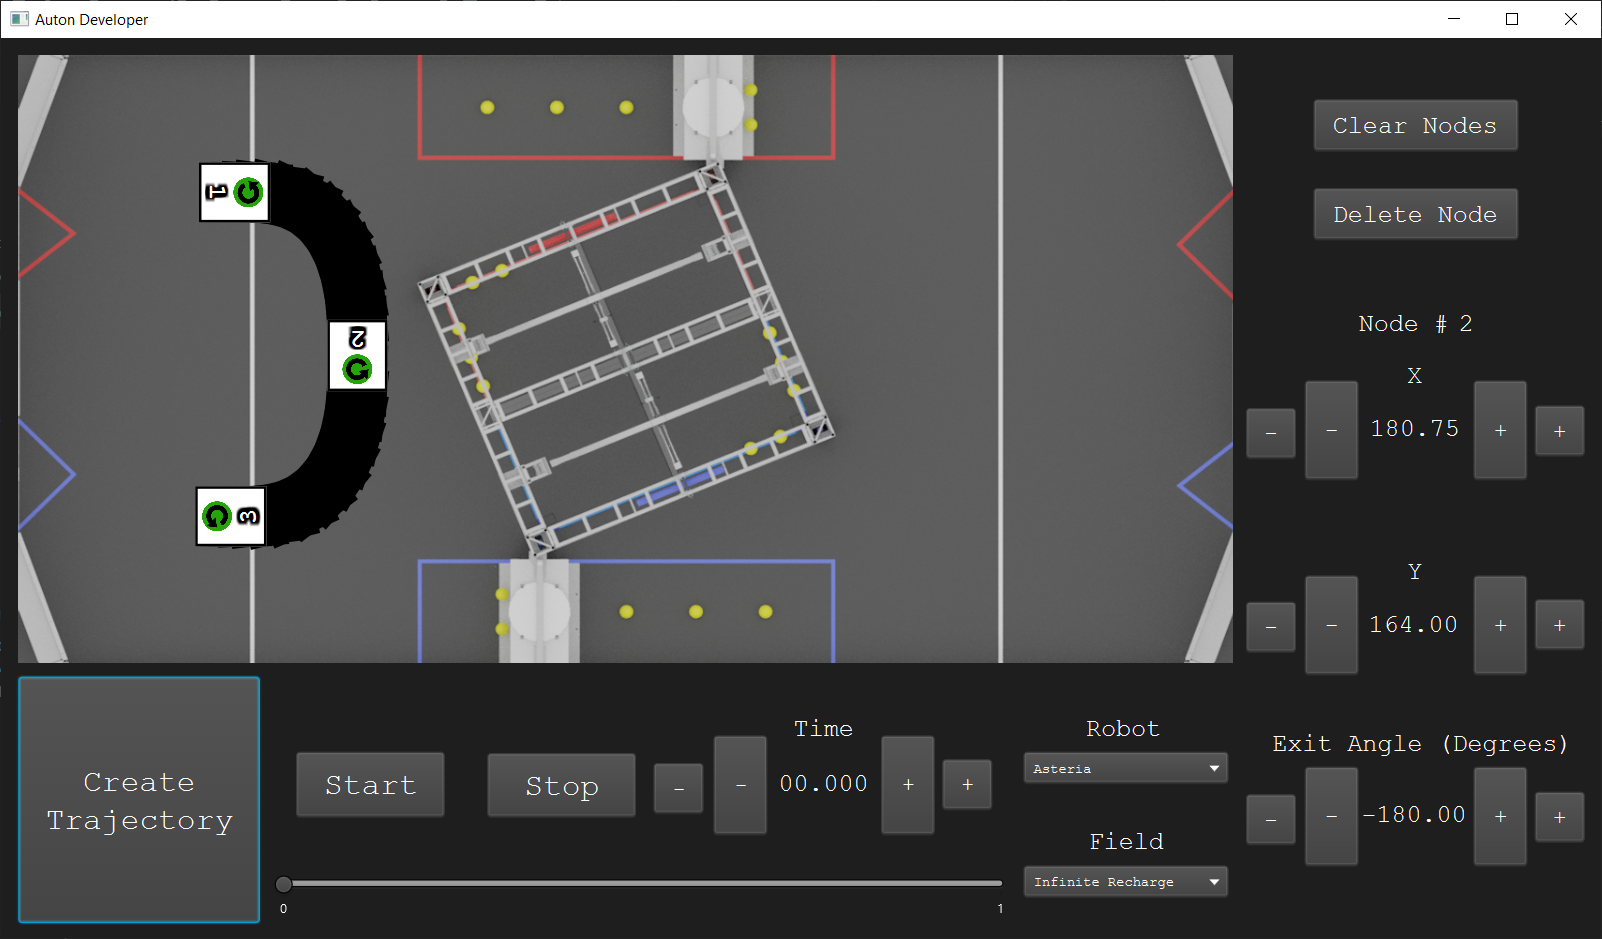 Auton Developer
1
2
3
Clear Nodes
Delete Node
Node # 2
X
- - 180.75 + +
Y
- - 164.00 + +
Exit Angle (Degrees)
- - -180.00 + +
Create
Trajectory
Start
Stop
Time
- - 00.000 + +
Robot
Asteria
Field
Infinite Recharge
0
1